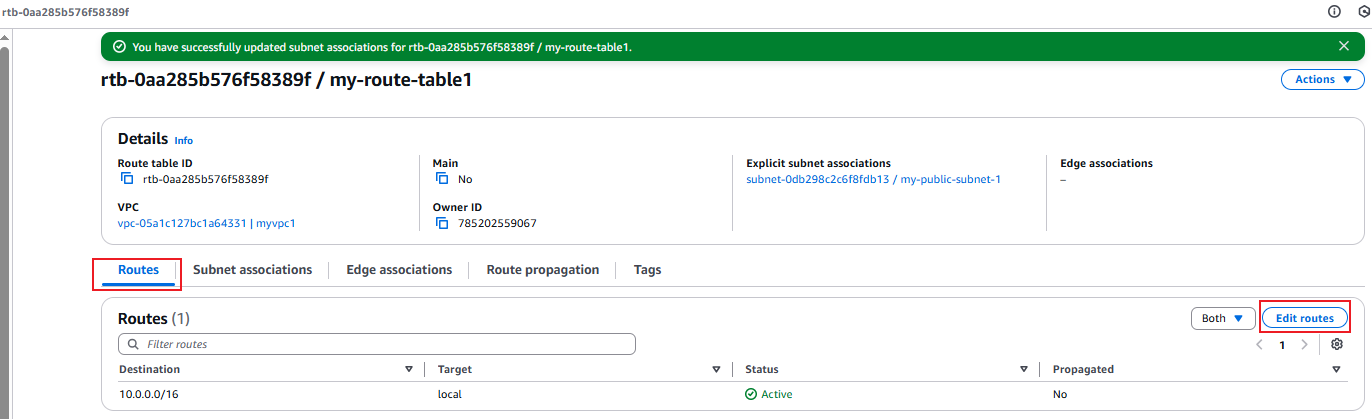 rtb-0aa285b576f58389f
You have successfully updated subnet associations for rtb-0aa285b576f58389f / my-route-table1.
rtb-0aa285b576f58389f / my-route-table1
Actions
Details Info
Route table ID
rtb-0aa285b576f58389f
Main
No
Explicit subnet associations
subnet-0db298c2c6f8fdb13 / my-public-subnet-1
Edge associations
–
VPC
vpc-05a1c127bc1a64331 | myvpc1
Owner ID
785202559067
Routes
Subnet associations
Edge associations
Route propagation
Tags
Routes (1)
Both
Edit routes
Filter routes
1
Destination Target Status Propagated
10.0.0.0/16 local Active No